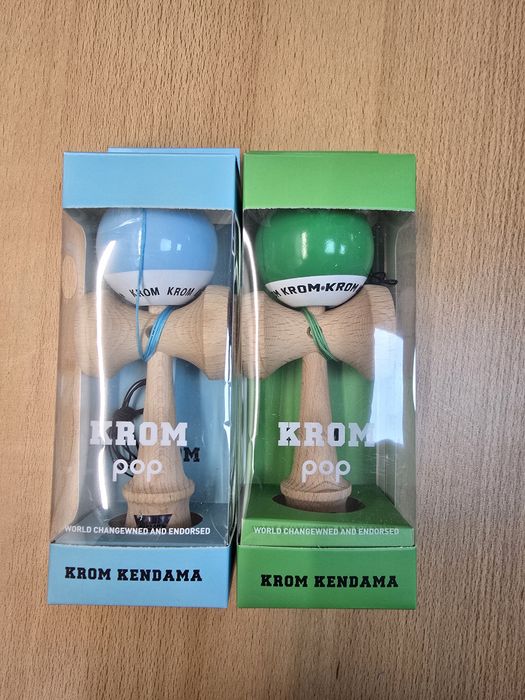 KROM KROM
KROM
pop
WORLD CHANGEWNED AND ENDORSED
KROM KENDAMA
M KROM•KROM
KROM
pop
WORLD CHANGEWNED AND ENDORSED
KROM KENDAMA